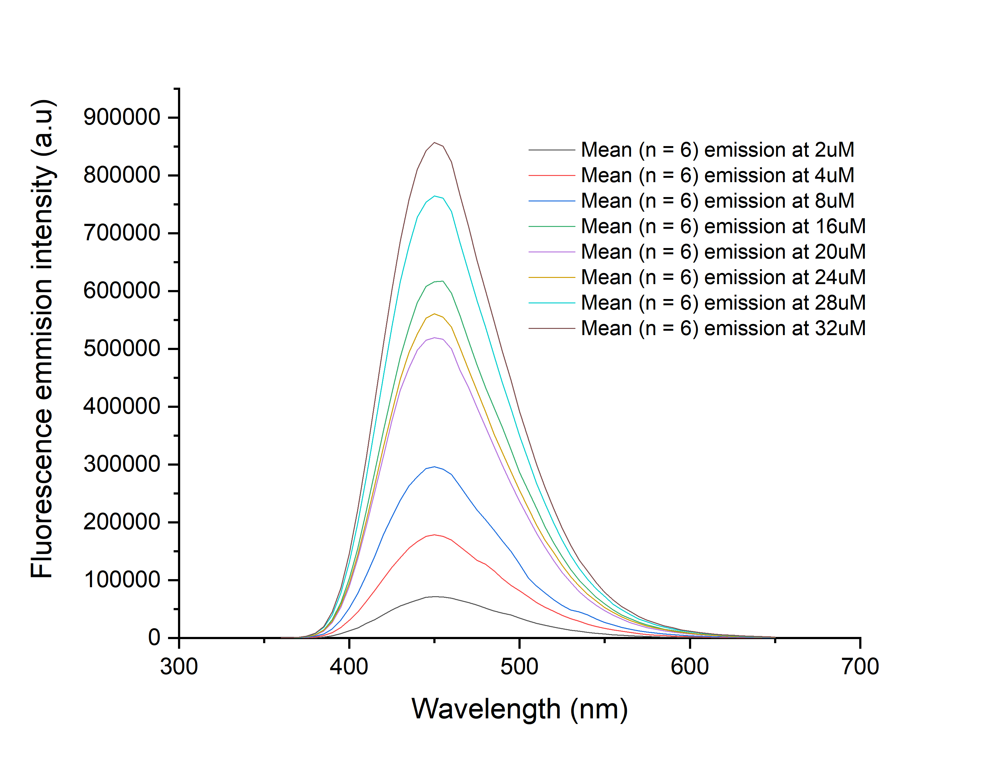 Fluorescence emmision intensity (a.u)
900000
800000
700000
600000
500000
400000
300000
200000
100000
0
Mean (n = 6) emission at 2uM
Mean (n = 6) emission at 4uM
Mean (n = 6) emission at 8uM
Mean (n = 6) emission at 16uM
Mean (n = 6) emission at 20uM
Mean (n = 6) emission at 24uM
Mean (n = 6) emission at 28uM
Mean (n = 6) emission at 32uM
300 400 500 600 700
Wavelength (nm)